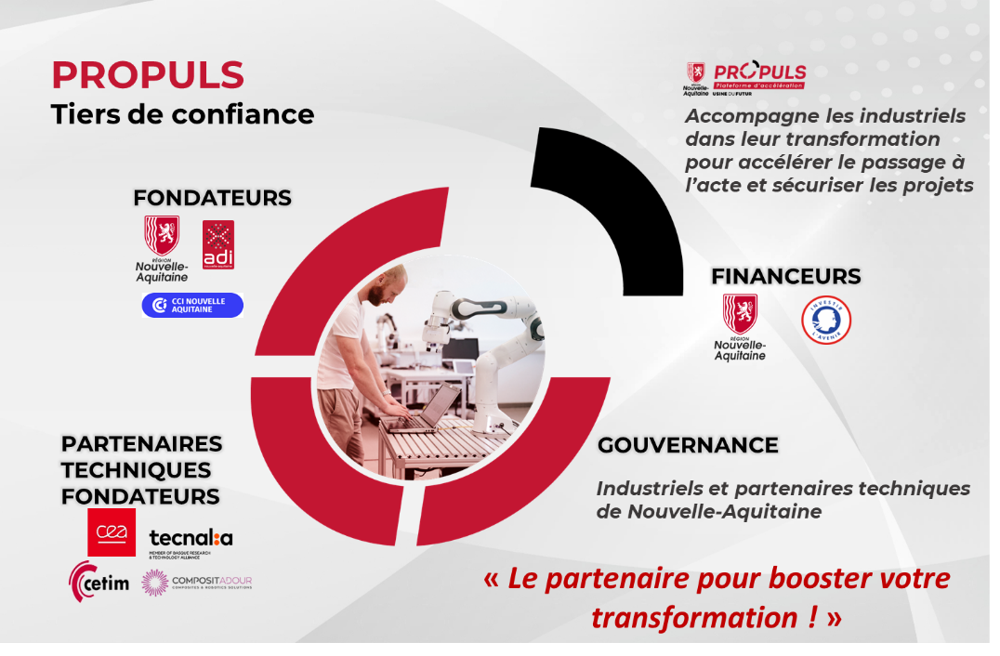 PROPULS
Tiers de confiance
RÉGION
Nouvelle-
Aquitaine
PROPULS
Plateforme d'accélération
USINE DU FUTUR
Accompagne les industriels
dans leur transformation
pour accélérer le passage à
l'acte et sécuriser les projets
FONDATEURS
RÉGION
Nouvelle-
Aquitaine
adi
Nouvelle-Aquitaine
CCI NOUVELLE
AQUITAINE
FINANCEURS
RÉGION
Nouvelle-
Aquitaine
INVESTIR
L'AVENIR
PARTENAIRES
TECHNIQUES
FONDATEURS
cea
tecnal:a
MEMBER OF BASQUE RESEARCH
& TECHNOLOGY ALLIANCE
cetim
COMPOSITADOUR
COMPOSITES & ROBOTICS SOLUTIONS
GOUVERNANCE
Industriels et partenaires techniques
de Nouvelle-Aquitaine
« Le partenaire pour booster votre
transformation ! »